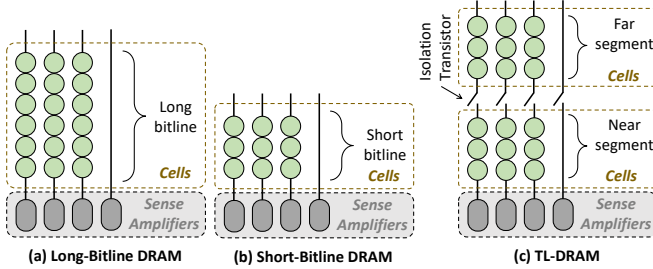 Long
bitline
Cells
Sense
Amplifiers
(a) Long-Bitline DRAM
Short
bitline
Cells
Sense
Amplifiers
(b) Short-Bitline DRAM
Isolation
Transistor
Far
segment
Cells
Near
segment
Cells
Sense
Amplifiers
(c) TL-DRAM